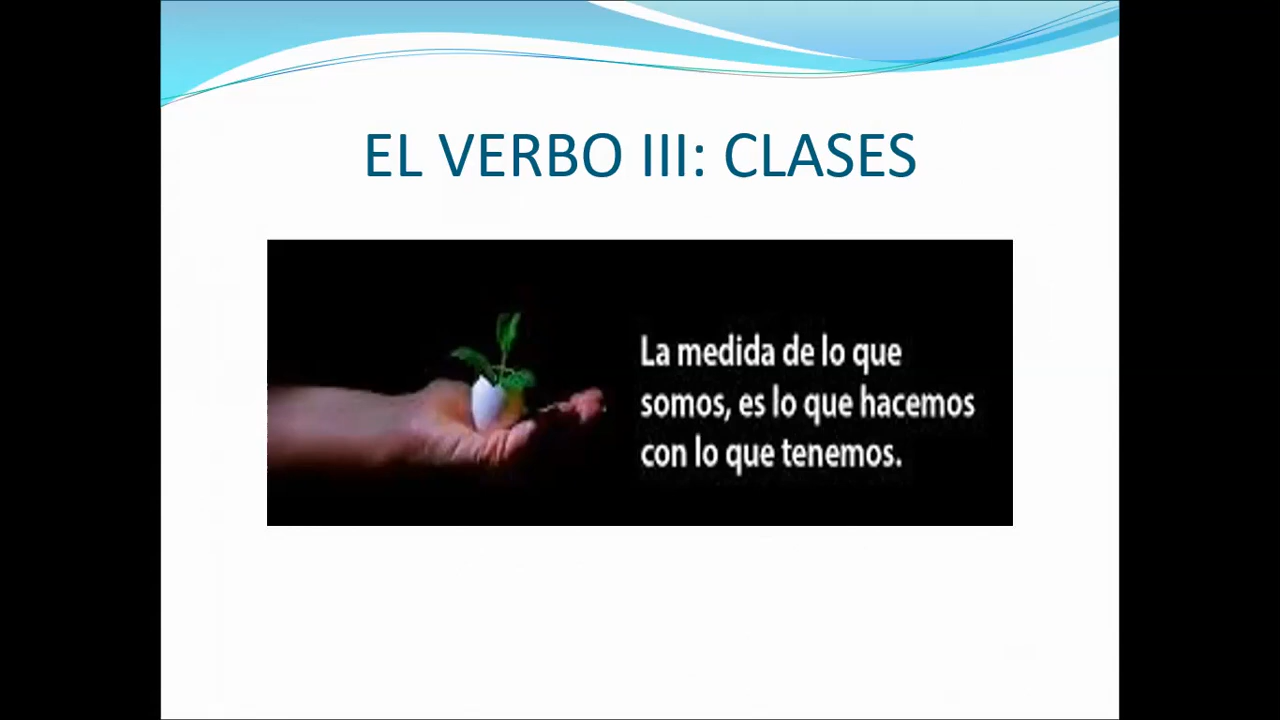 EL VERBO III: CLASES
La medida de lo que
somos, es lo que hacemos
con lo que tenemos.